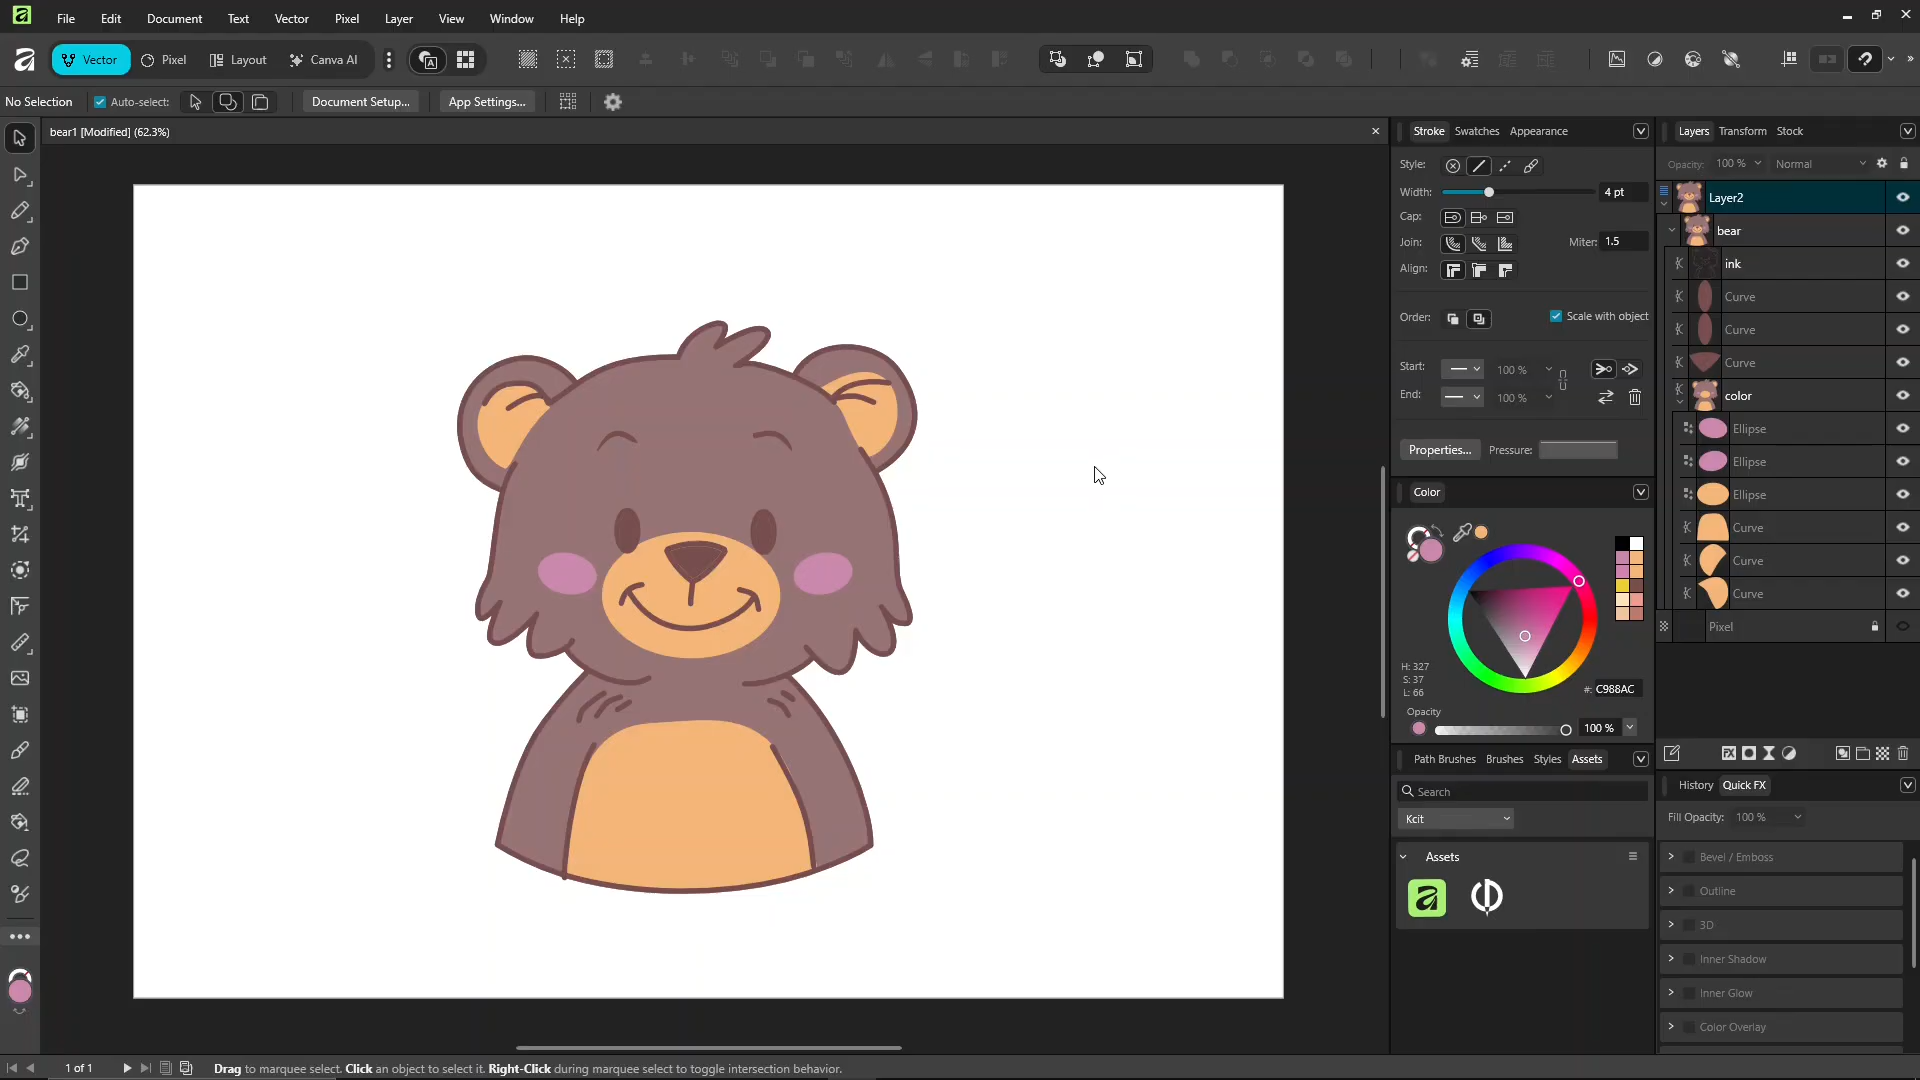 File Edit Document Text Vector Pixel Layer View Window Help
Vector Pixel Layout Canva AI
No Selection Auto-select: Document Setup... App Settings...
bear1 [Modified] (62.3%)
Stroke Swatches Appearance
Style:
Width: 4 pt
Cap:
Join: Miter: 1.5
Align:
Order: Scale with object
Start: 100 %
End: 100 %
Properties... Pressure:
Color
H: 327
S: 37
L: 66
#: C988AC
Opacity
100 %
Path Brushes Brushes Styles Assets
Search
Kcit
Assets
Layers Transform Stock
Opacity: 100 % Normal
Layer2
bear
ink
Curve
Curve
Curve
color
Ellipse
Ellipse
Ellipse
Curve
Curve
Curve
Pixel
History Quick FX
Fill Opacity: 100 %
Bevel / Emboss
Outline
3D
Inner Shadow
Inner Glow
Color Overlay
1 of 1 Drag to marquee select. Click an object to select it. Right-Click during marquee select to toggle intersection behavior.